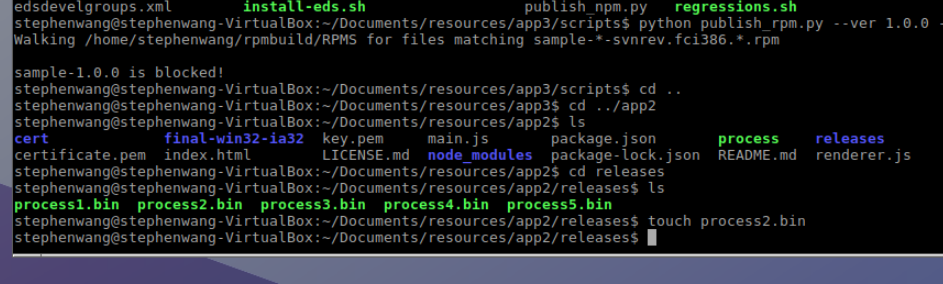 edsdevelgroups.xml install-eds.sh publish_npm.py regressions.sh
stephenwang@stephenwang-VirtualBox:~/Documents/resources/app3/scripts$ python publish_rpm.py --ver 1.0.0 -
Walking /home/stephenwang/rpmbuild/RPMS for files matching sample-*-svnrev.fci386.*.rpm
sample-1.0.0 is blocked!
stephenwang@stephenwang-VirtualBox:~/Documents/resources/app3/scripts$ cd ..
stephenwang@stephenwang-VirtualBox:~/Documents/resources/app3$ cd ../app2
stephenwang@stephenwang-VirtualBox:~/Documents/resources/app2$ ls
cert final-win32-ia32 key.pem main.js package.json process releases
certificate.pem index.html LICENSE.md node_modules package-lock.json README.md renderer.js
stephenwang@stephenwang-VirtualBox:~/Documents/resources/app2$ cd releases
stephenwang@stephenwang-VirtualBox:~/Documents/resources/app2/releases$ ls
process1.bin process2.bin process3.bin process4.bin process5.bin
stephenwang@stephenwang-VirtualBox:~/Documents/resources/app2/releases$ touch process2.bin
stephenwang@stephenwang-VirtualBox:~/Documents/resources/app2/releases$